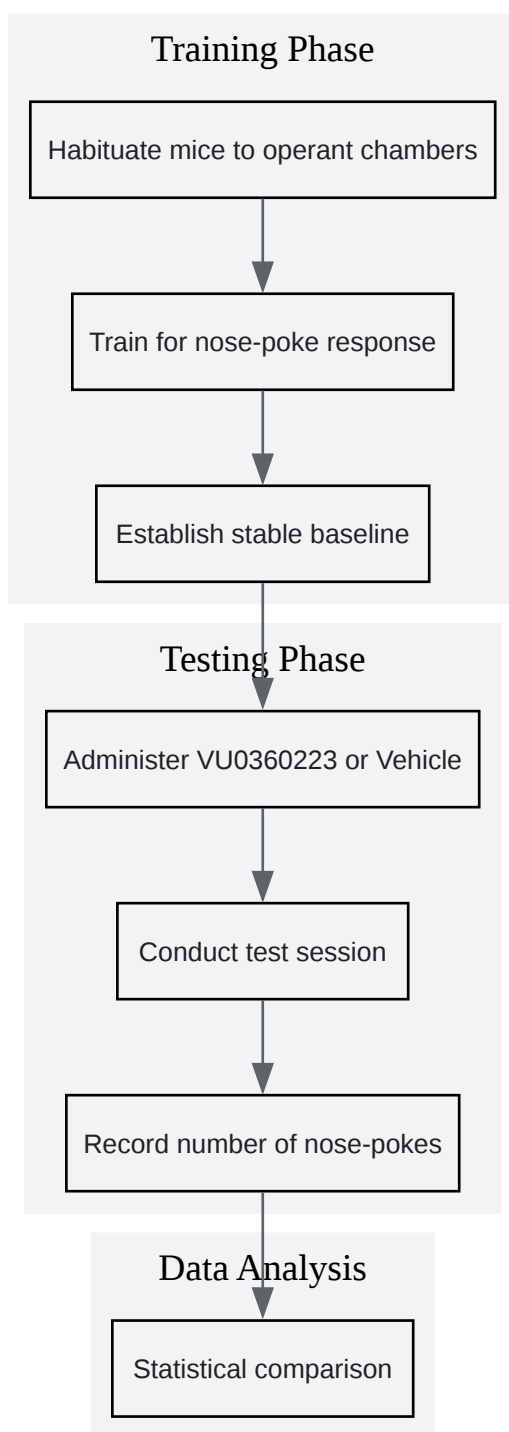 Training Phase
Habituate mice to operant chambers
Train for nose-poke response
Establish stable baseline
Testing Phase
Administer VU0360223 or Vehicle
Conduct test session
Record number of nose-pokes
Data Analysis
Statistical comparison